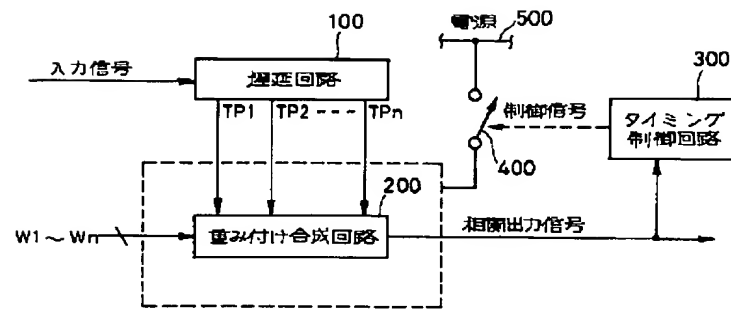 100
電源
500
入力信号
遅延回路
300
TP1 TP2 ---- TPn
制御信号
タイミング
制御回路
400
200
W1～Wn
重み付け合成回路
相関出力信号